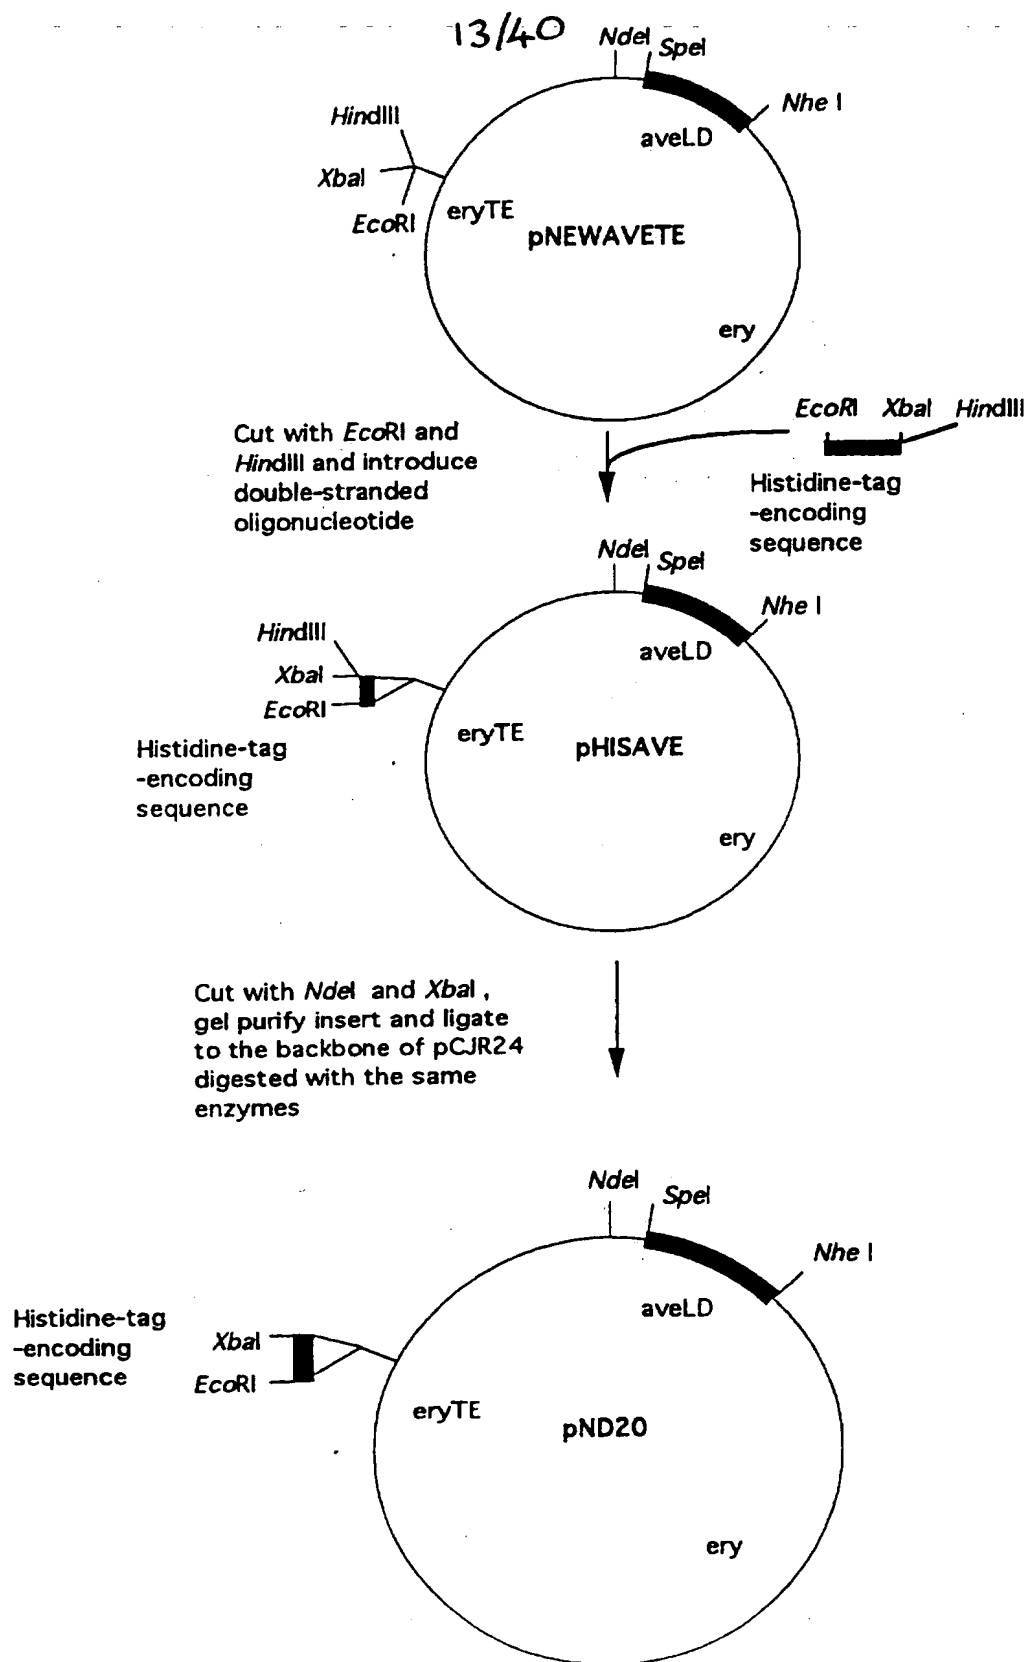 13/40
NdeI
SpeI
HindIII
Nhe I
aveLD
XbaI
EcoRI
eryTE
pNEWAVETE
ery
EcoRI XbaI HindIII
Cut with EcoRI and
HindIII and introduce
double-stranded
oligonucleotide
Histidine-tag
-encoding
sequence
NdeI
SpeI
Nhe I
HindIII
aveLD
XbaI
EcoRI
eryTE
pHISAVE
Histidine-tag
-encoding
sequence
ery
Cut with NdeI and XbaI ,
gel purify insert and ligate
to the backbone of pCJR24
digested with the same
enzymes
NdeI
SpeI
Nhe I
aveLD
Histidine-tag
-encoding
sequence
XbaI
EcoRI
eryTE
pND20
ery